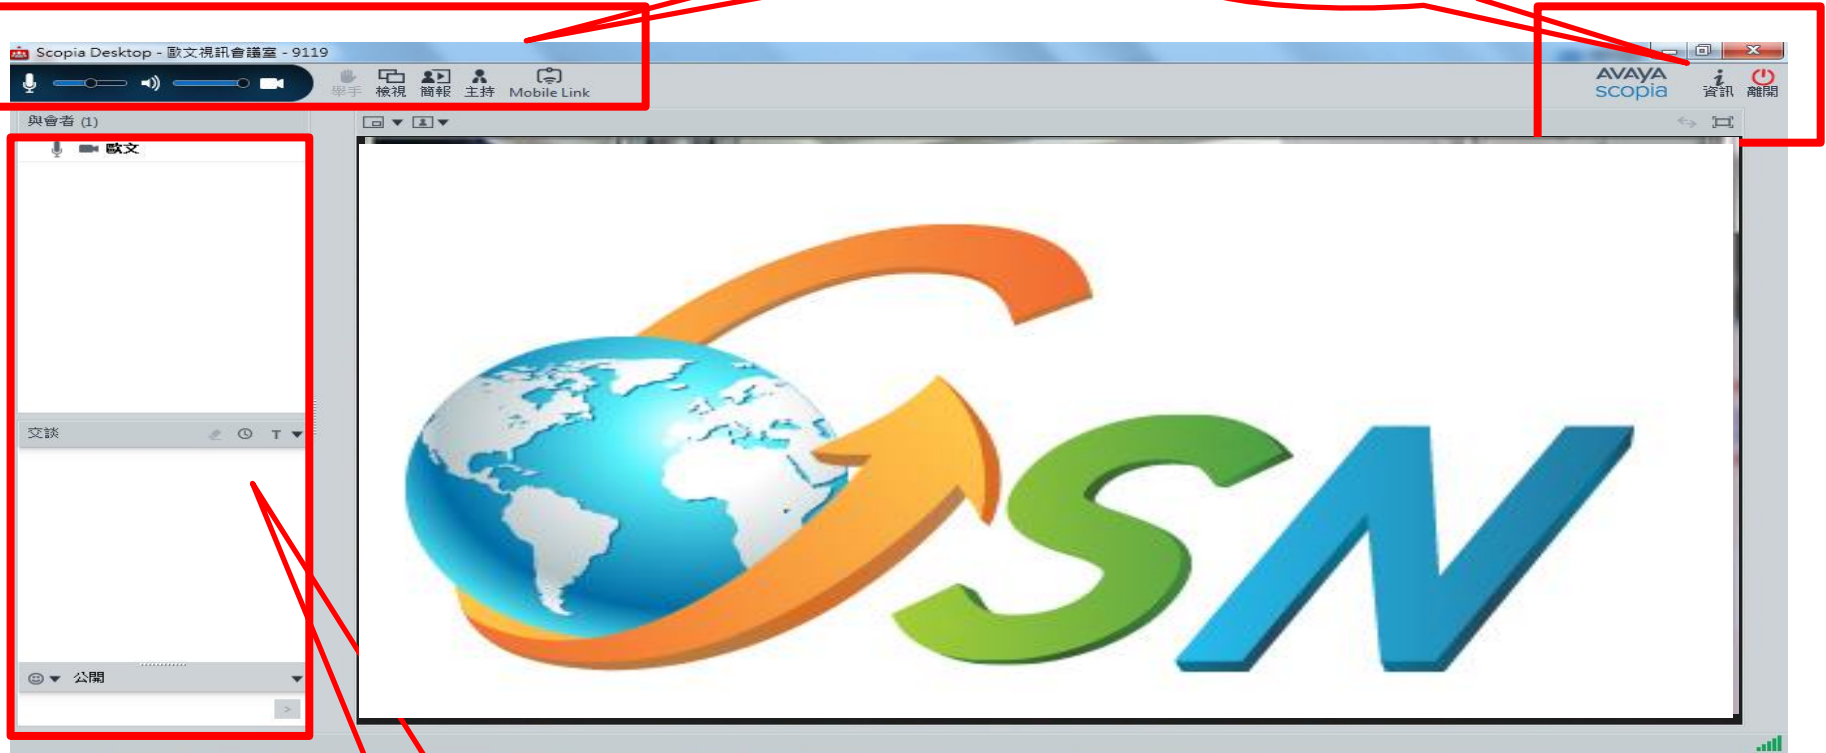 Scopia Desktop - 歐文視訊會議室 - 9119
舉手 檢視 簡報 主持 Mobile Link
AVAYA
scopia
資訊 離開
與會者 (1)
歐文
交談
T
公開
>
GSN